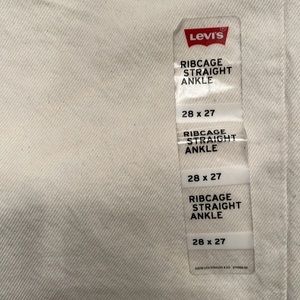 LEVI'S
RIBCAGE
STRAIGHT
ANKLE
28 x 27
RIBCAGE
STRAIGHT
ANKLE
28 x 27
RIBCAGE
STRAIGHT
ANKLE
28 x 27